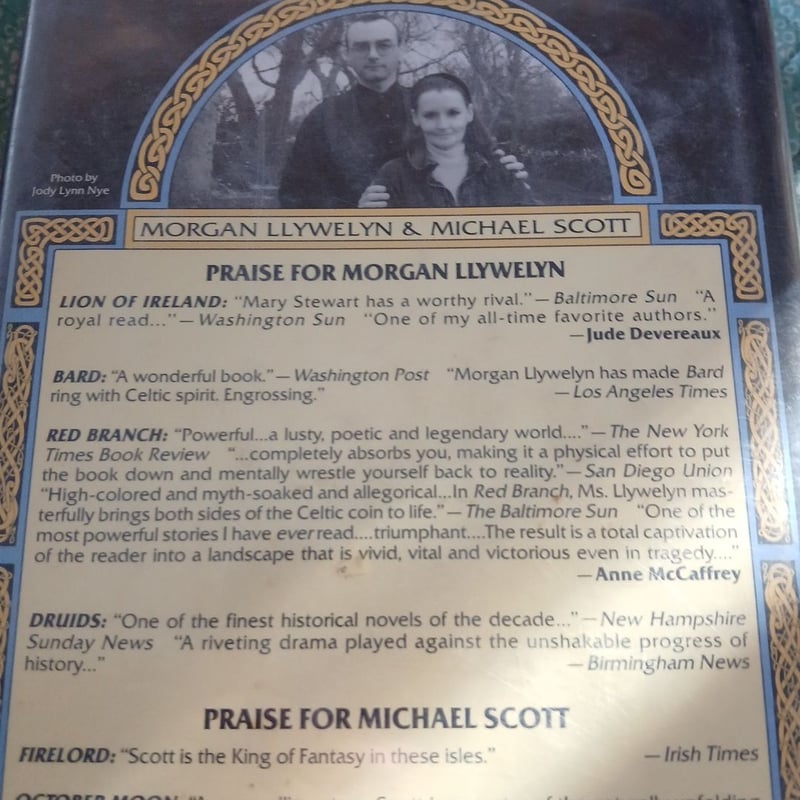 Photo by
Jody Lynn Nye
MORGAN LLYWELYN & MICHAEL SCOTT
PRAISE FOR MORGAN LLYWELYN
LION OF IRELAND: “Mary Stewart has a worthy rival.”—Baltimore Sun “A
royal read...”—Washington Sun “One of my all-time favorite authors.”
—Jude Devereaux
BARD: “A wonderful book.”—Washington Post “Morgan Llywelyn has made Bard
ring with Celtic spirit. Engrossing.” —Los Angeles Times
RED BRANCH: “Powerful...a lusty, poetic and legendary world....”—The New York
Times Book Review “...completely absorbs you, making it a physical effort to put
the book down and mentally wrestle yourself back to reality.”—San Diego Union
“High-colored and myth-soaked and allegorical...In Red Branch, Ms. Llywelyn mas-
terfully brings both sides of the Celtic coin to life.”—The Baltimore Sun “One of the
most powerful stories I have ever read....triumphant....The result is a total captivation
of the reader into a landscape that is vivid, vital and victorious even in tragedy....”
—Anne McCaffrey
DRUIDS: “One of the finest historical novels of the decade...”—New Hampshire
Sunday News “A riveting drama played against the unshakable progress of
history...” —Birmingham News
PRAISE FOR MICHAEL SCOTT
FIRELORD: “Scott is the King of Fantasy in these isles.” —Irish Times
OCTOBER MOON: